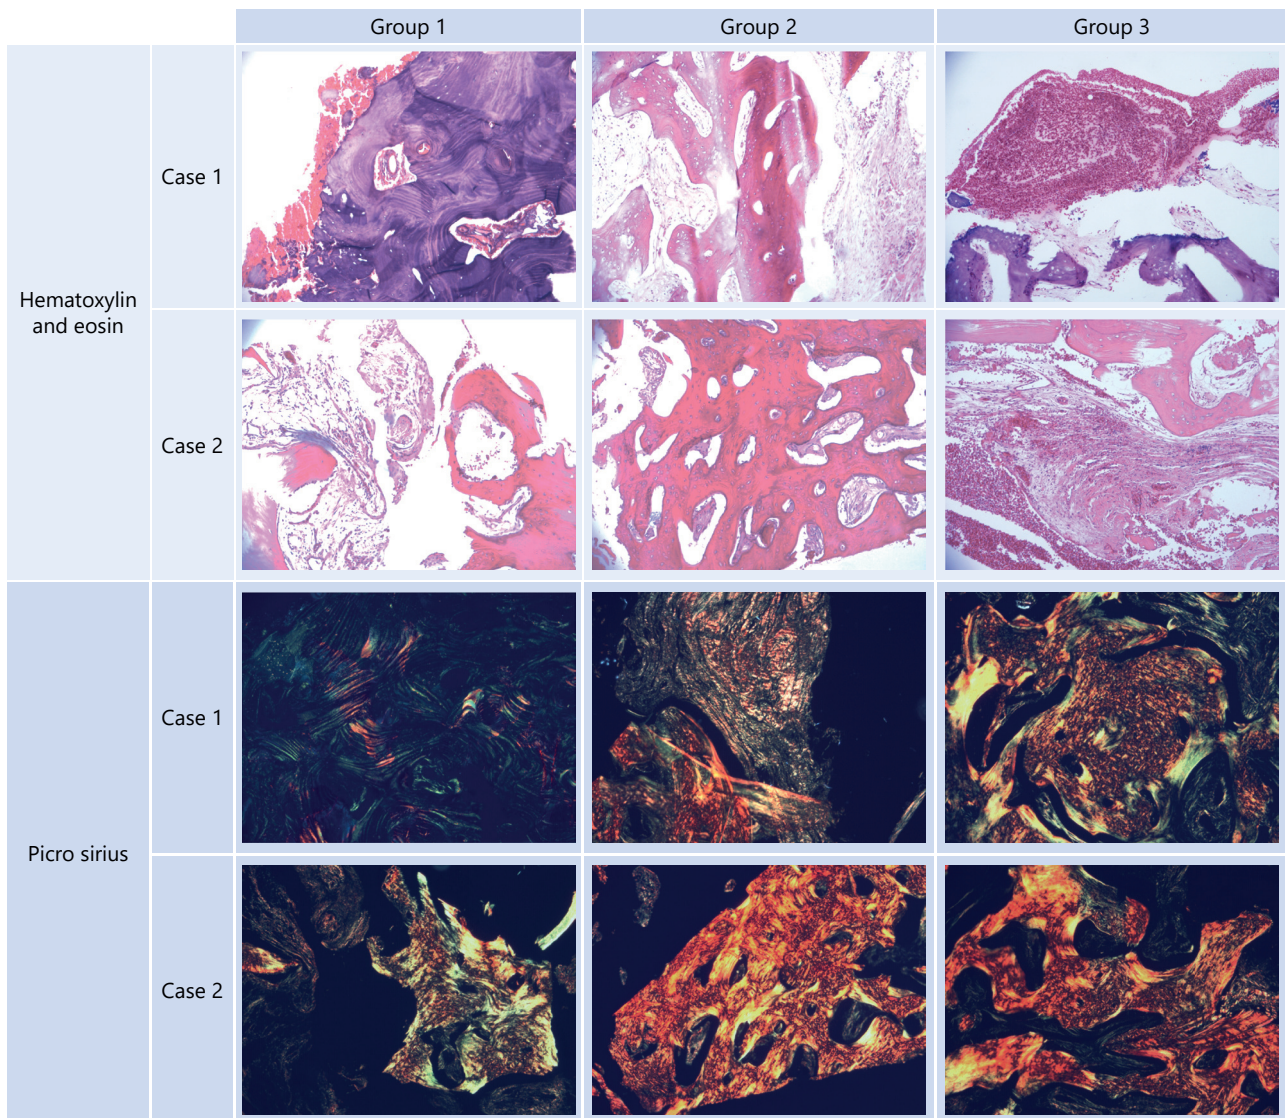 Group 1
Group 2
Group 3
Hematoxylin
and eosin
Case 1
Case 2
Picro sirius
Case 1
Case 2